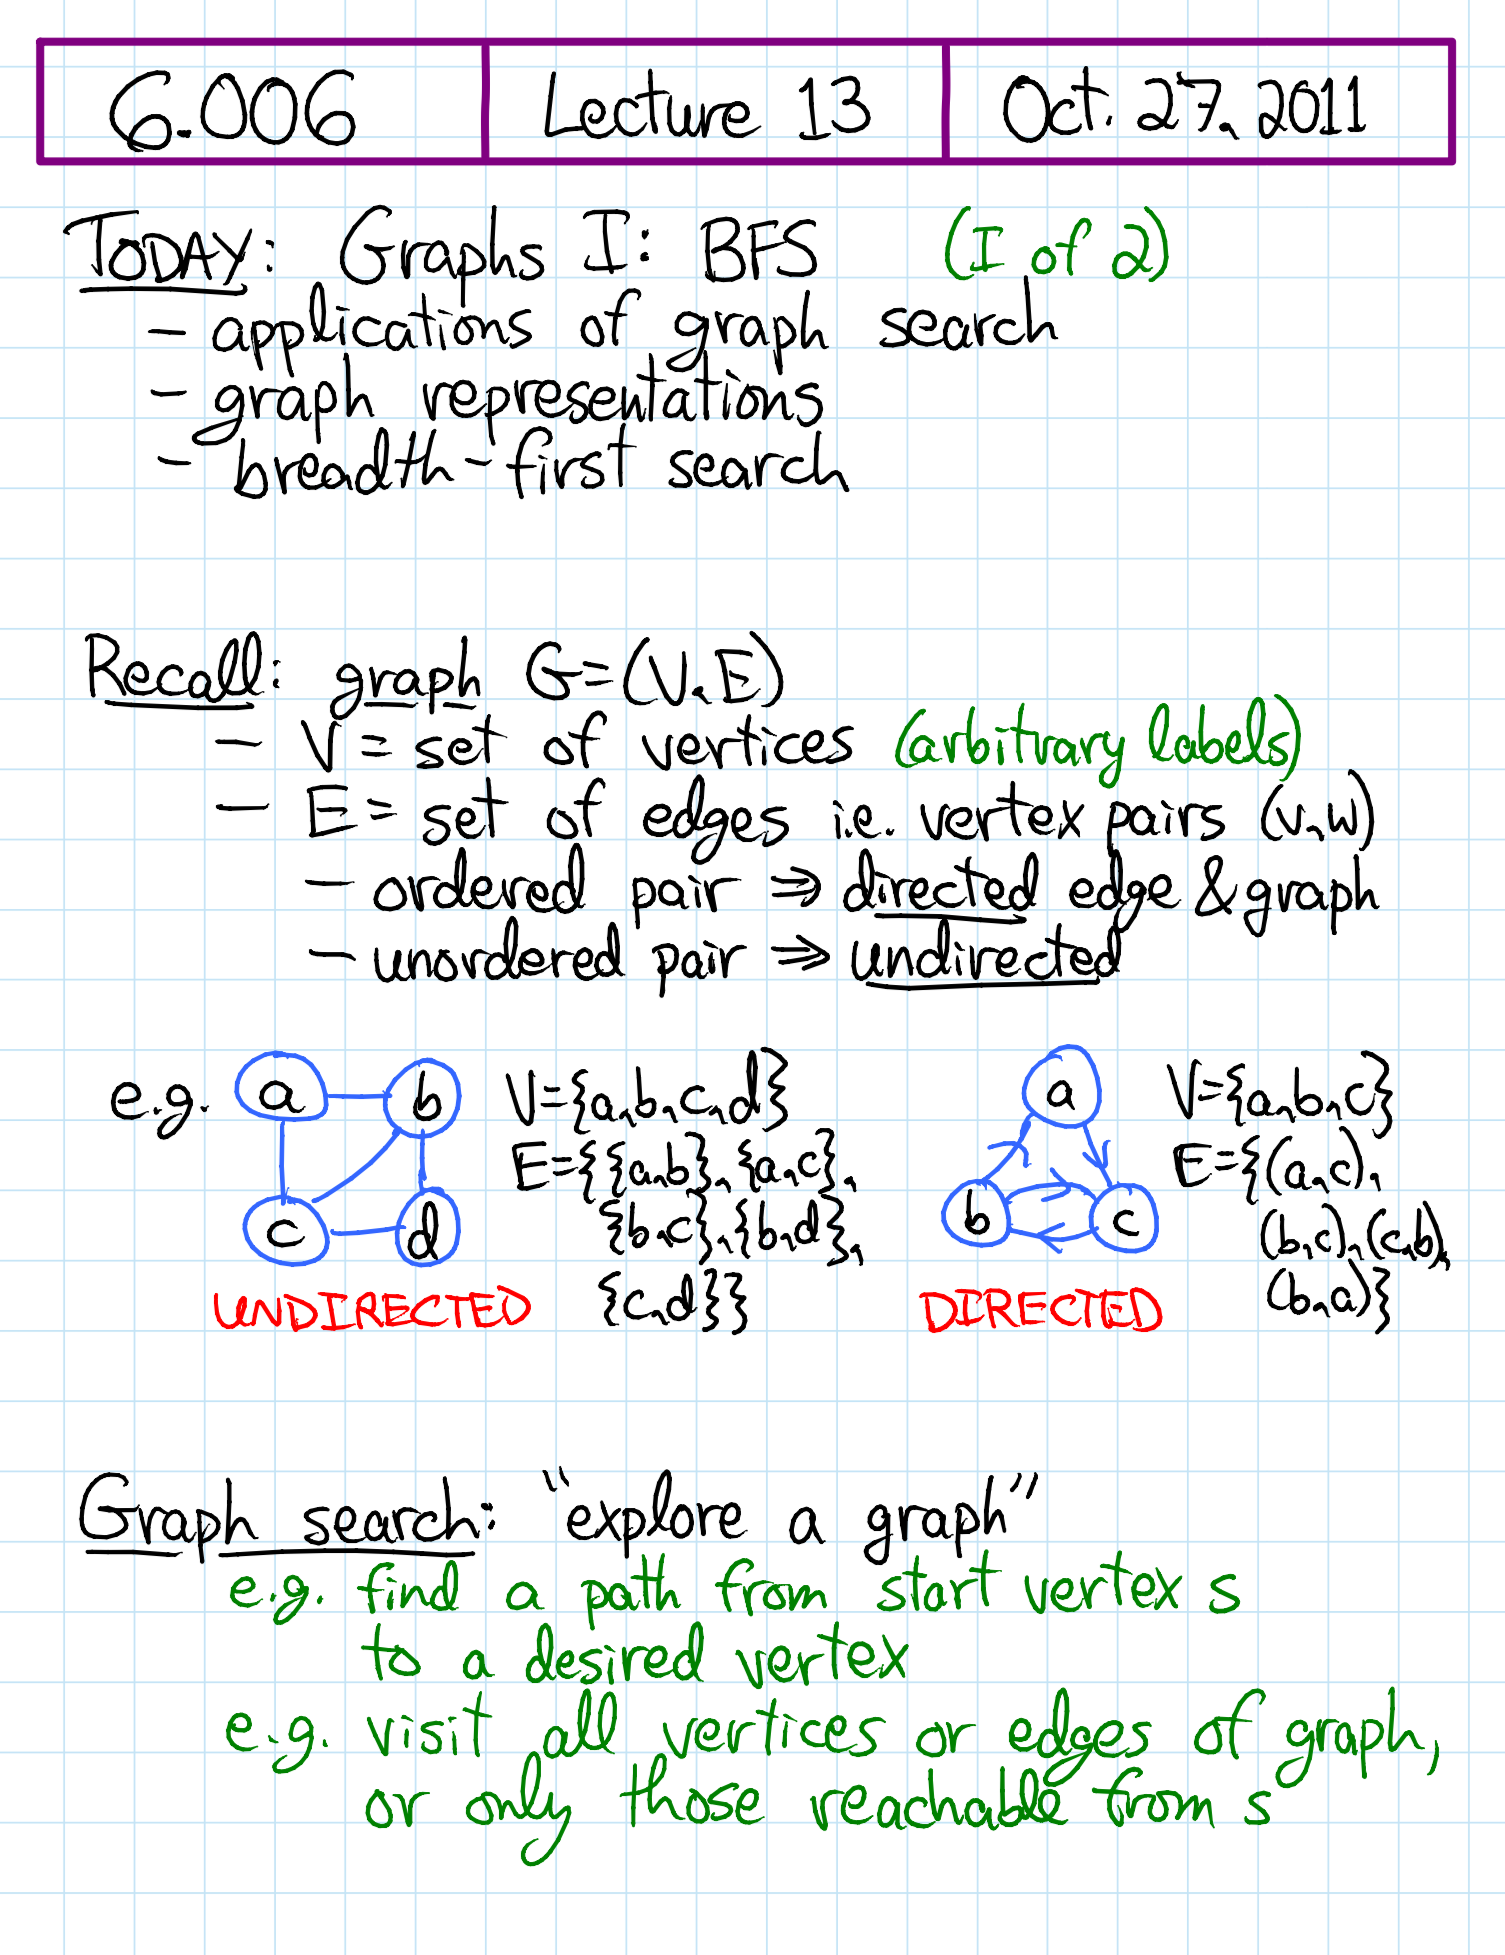 6.006 Lecture 13 Oct. 27, 2011
TODAY: Graphs I: BFS (I of 2)
- applications of graph search
- graph representations
- breadth-first search
Recall: graph G=(V,E)
- V = set of vertices (arbitrary labels)
- E = set of edges i.e. vertex pairs (v,w)
- ordered pair ⇒ directed edge & graph
- unordered pair ⇒ undirected
e.g. a b V={a,b,c,d} a V={a,b,c}
E={{a,b},{a,c}, E={(a,c),
c d {b,c},{b,d}, b c (b,c),(c,b),
UNDIRECTED {c,d}} DIRECTED (b,a)}
Graph search: "explore a graph"
e.g. find a path from start vertex s
to a desired vertex
e.g. visit all vertices or edges of graph,
or only those reachable from s